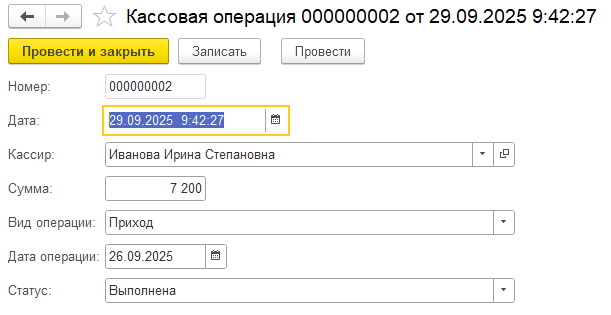 Кассовая операция 000000002 от 29.09.2025 9:42:27
Провести и закрыть Записать Провести
Номер: 000000002
Дата: 29.09.2025 9:42:27
Кассир: Иванова Ирина Степановна
Сумма: 7 200
Вид операции: Приход
Дата операции: 26.09.2025
Статус: Выполнена